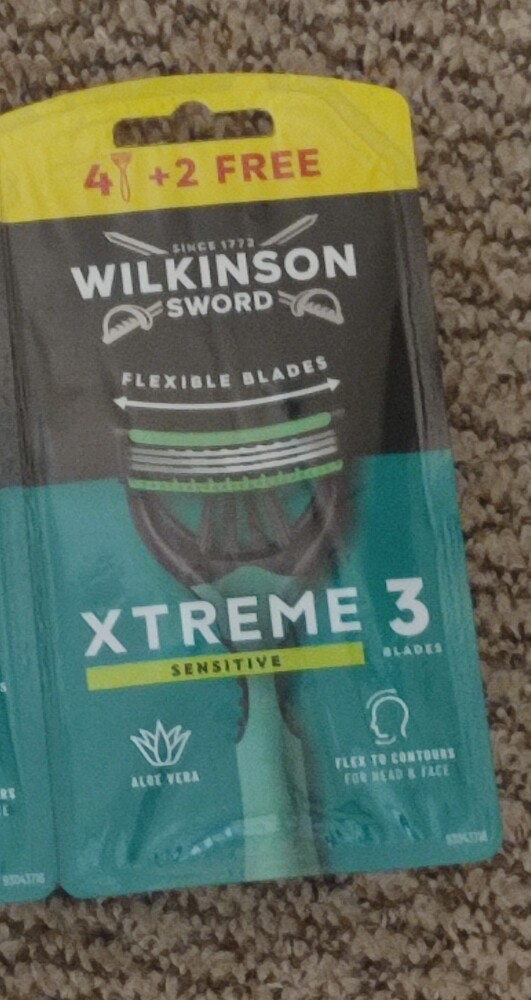 4 +2 FREE
SINCE 1772
WILKINSON
SWORD
FLEXIBLE BLADES
XTREME 3
BLADES
SENSITIVE
ALOE VERA
FLEX TO CONTOURS
FOR HEAD & FACE